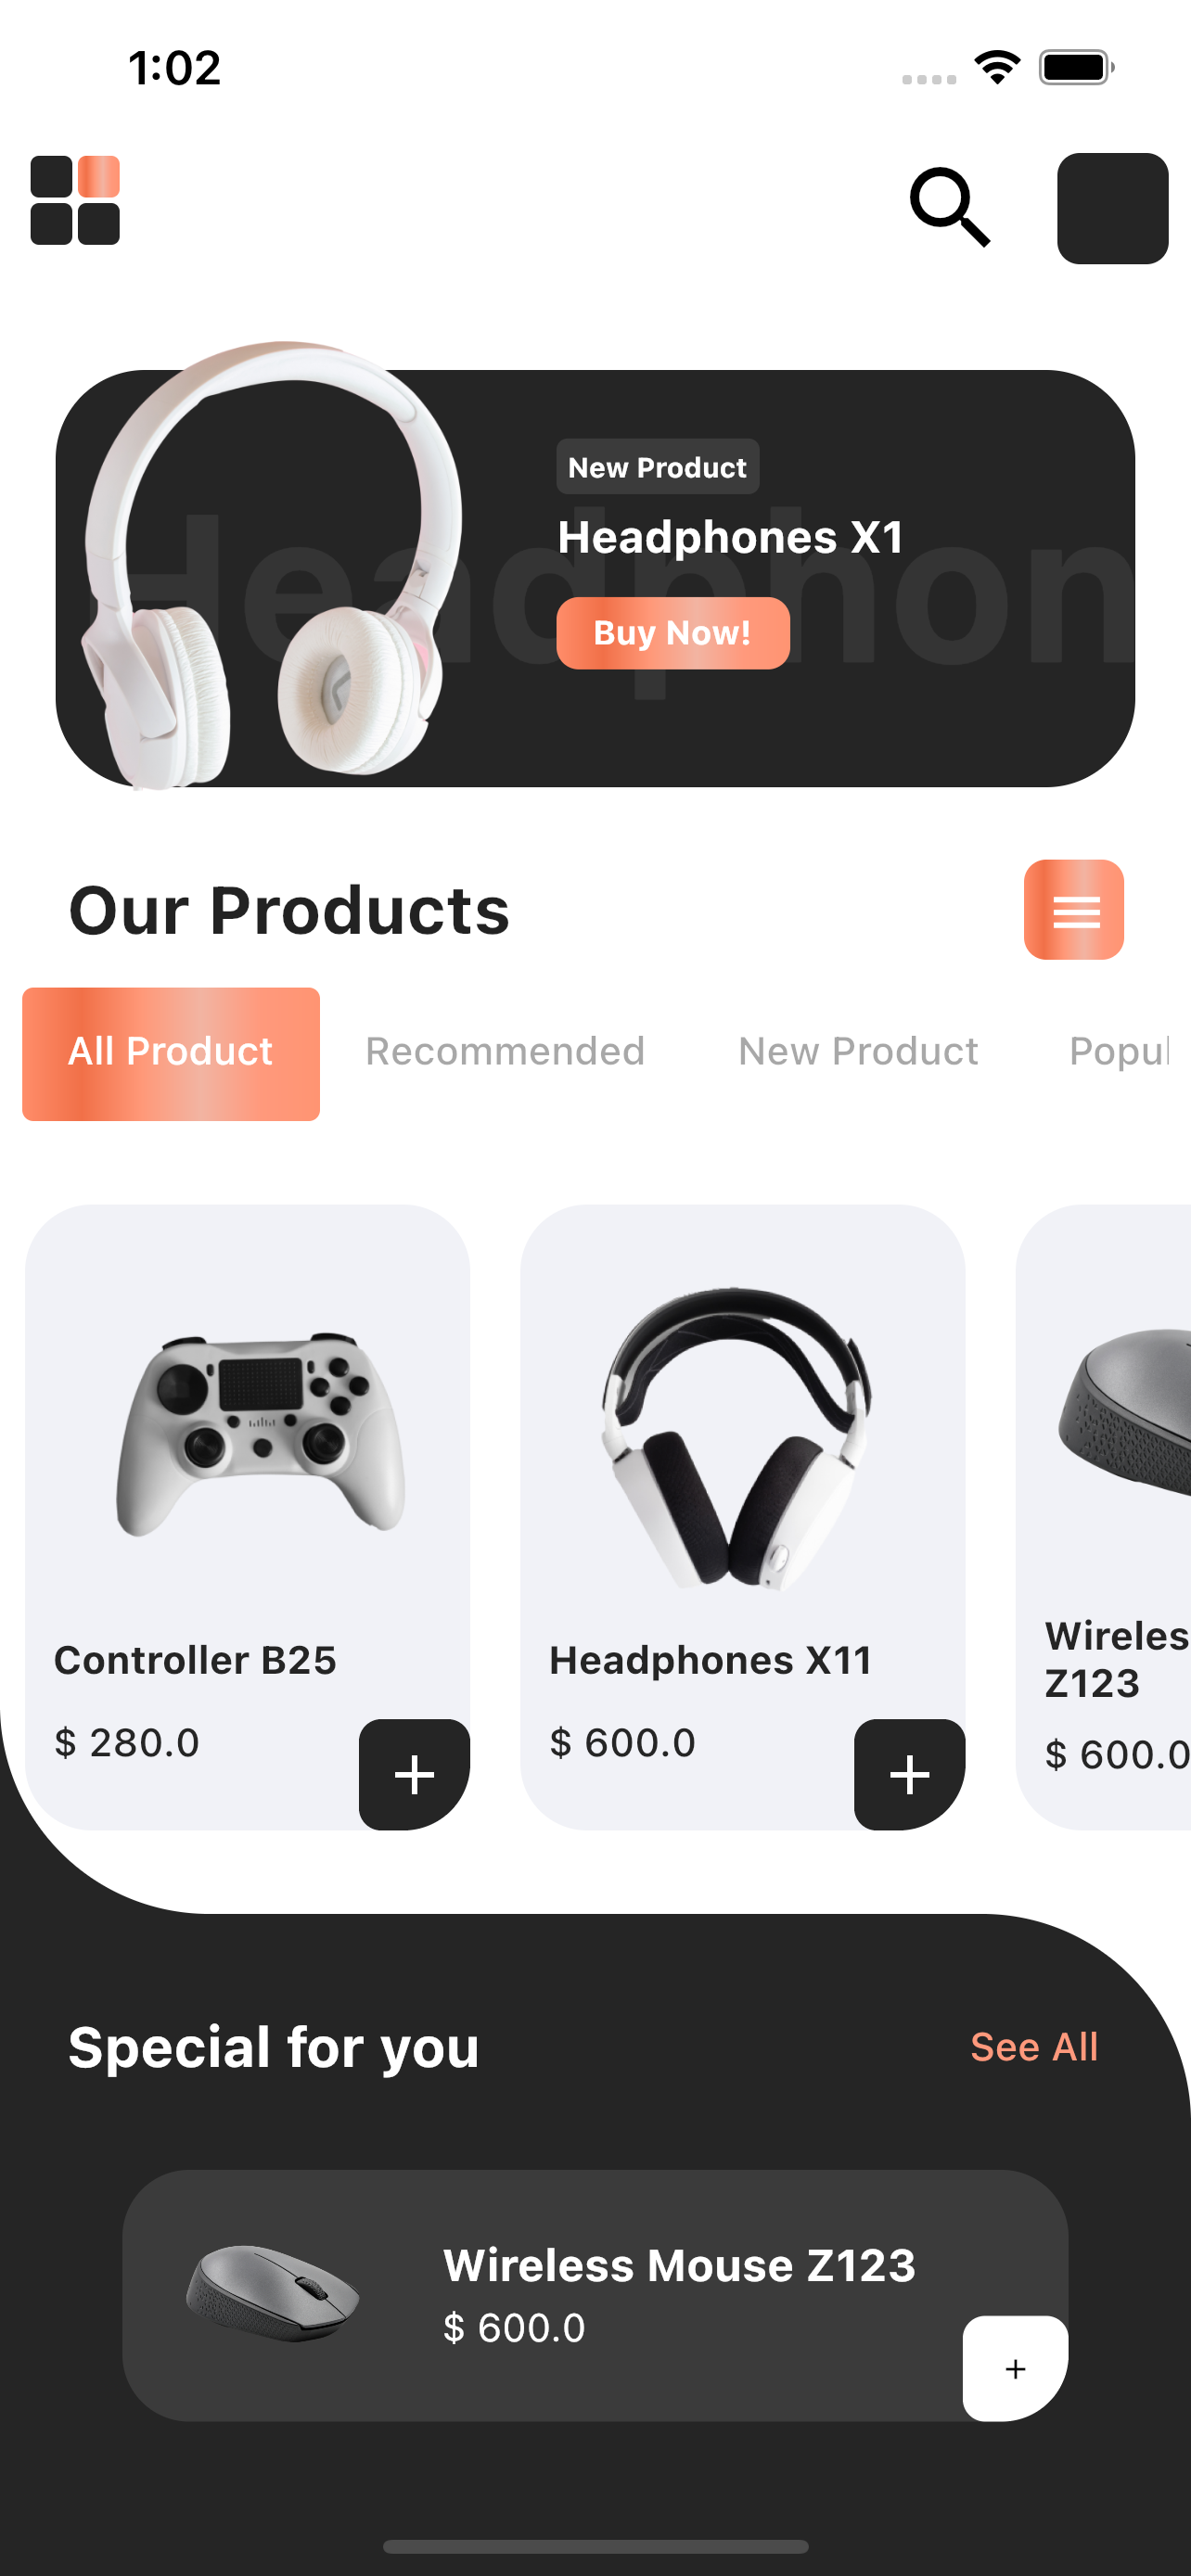 1:02
New Product
Headphones X1
Headphon
Buy Now!
Our Products
All Product
Recommended
New Product
Popul
Controller B25
Headphones X11
Wireles
Z123
$ 280.0
$ 600.0
$ 600.0
Special for you
See All
Wireless Mouse Z123
$ 600.0